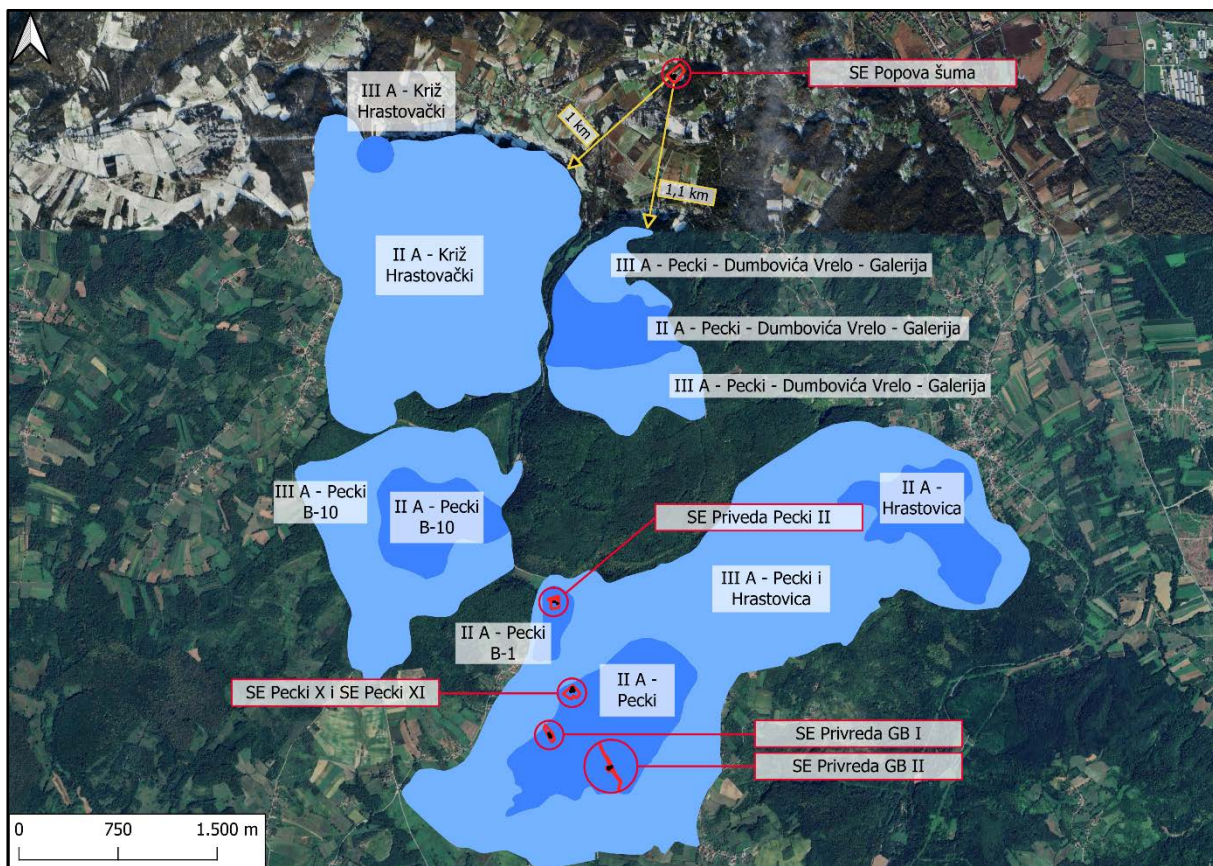 SE Popova šuma
III A - Križ
Hrastovački
1 km
1,1 km
II A - Križ
Hrastovački
III A - Pecki - Dumbovića Vrelo - Galerija
II A - Pecki - Dumbovića Vrelo - Galerija
III A - Pecki - Dumbovića Vrelo - Galerija
III A - Pecki
B-10
II A - Pecki
B-10
II A -
Hrastovica
SE Priveda Pecki II
III A - Pecki i
Hrastovica
II A - Pecki
B-1
SE Pecki X i SE Pecki XI
II A -
Pecki
SE Privreda GB I
SE Privreda GB II
0 750 1.500 m